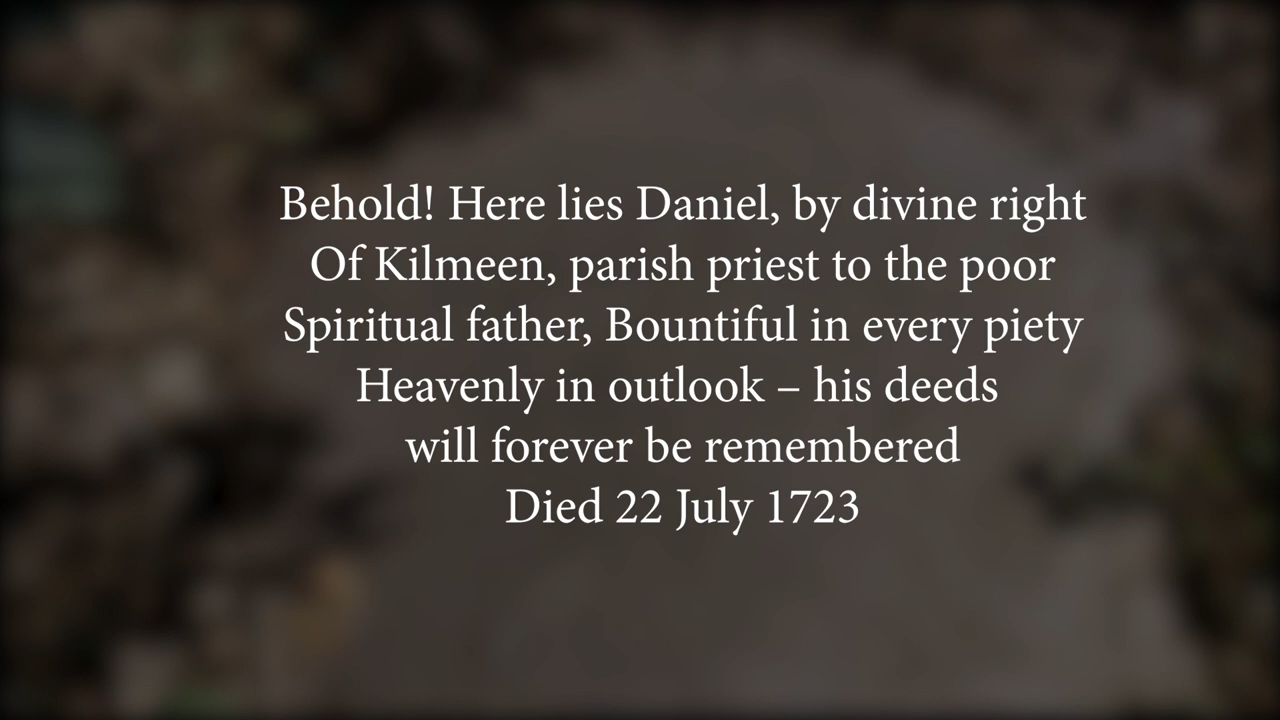 Behold! Here lies Daniel, by divine right
Of Kilmeen, parish priest to the poor
Spiritual father, Bountiful in every piety
Heavenly in outlook – his deeds
will forever be remembered
Died 22 July 1723